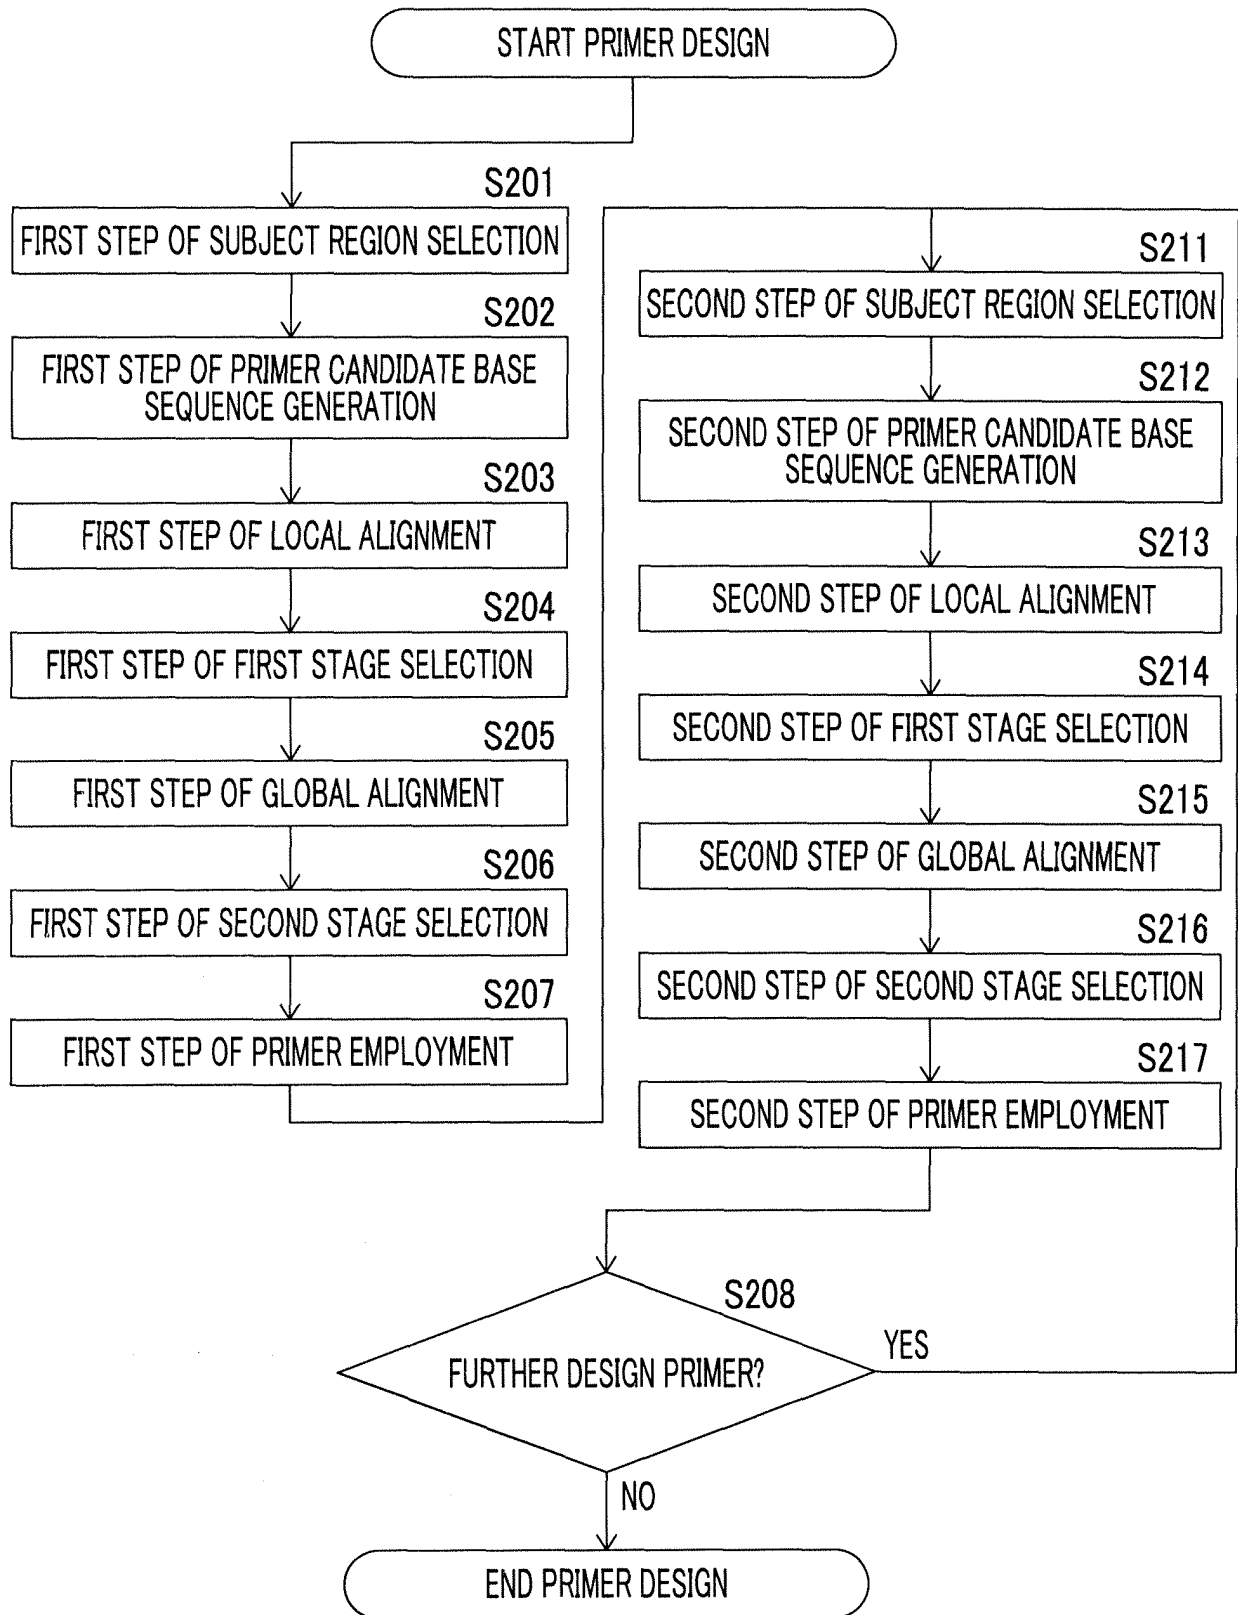 START PRIMER DESIGN
S201
FIRST STEP OF SUBJECT REGION SELECTION
S202
FIRST STEP OF PRIMER CANDIDATE BASE
SEQUENCE GENERATION
S203
FIRST STEP OF LOCAL ALIGNMENT
S204
FIRST STEP OF FIRST STAGE SELECTION
S205
FIRST STEP OF GLOBAL ALIGNMENT
S206
FIRST STEP OF SECOND STAGE SELECTION
S207
FIRST STEP OF PRIMER EMPLOYMENT
S211
SECOND STEP OF SUBJECT REGION SELECTION
S212
SECOND STEP OF PRIMER CANDIDATE BASE
SEQUENCE GENERATION
S213
SECOND STEP OF LOCAL ALIGNMENT
S214
SECOND STEP OF FIRST STAGE SELECTION
S215
SECOND STEP OF GLOBAL ALIGNMENT
S216
SECOND STEP OF SECOND STAGE SELECTION
S217
SECOND STEP OF PRIMER EMPLOYMENT
S208
FURTHER DESIGN PRIMER?
YES
NO
END PRIMER DESIGN